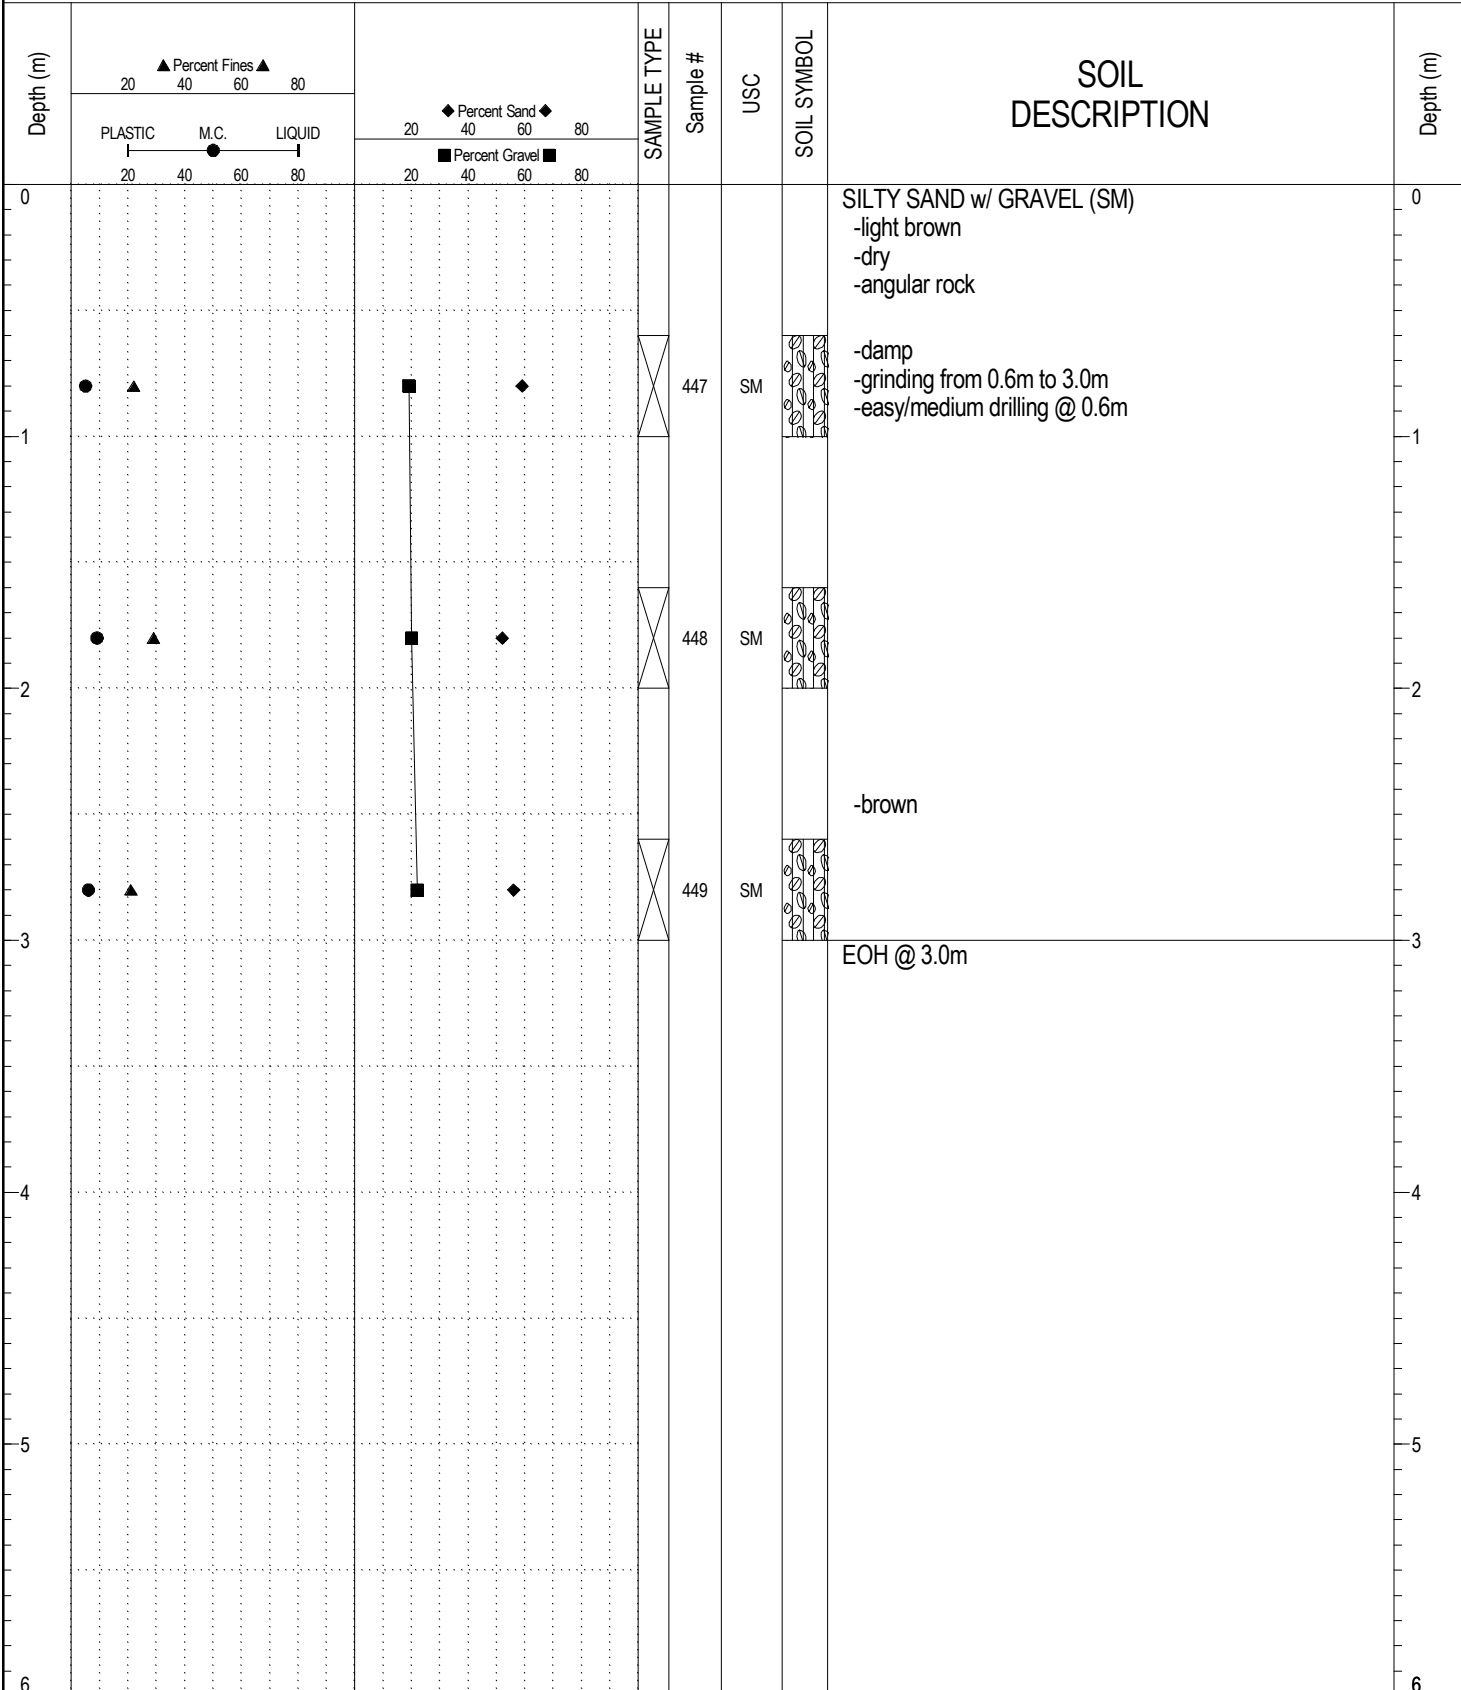 Depth (m)
▲ Percent Fines ▲
20 40 60 80
PLASTIC M.C. LIQUID
20 40 60 80
◆ Percent Sand ◆
20 40 60 80
■ Percent Gravel ■
20 40 60 80
SAMPLE TYPE
Sample #
USC
SOIL SYMBOL
SOIL
DESCRIPTION
Depth (m)
0 SILTY SAND w/ GRAVEL (SM) 0
-light brown
-dry
-angular rock
-damp
447 SM -grinding from 0.6m to 3.0m
-easy/medium drilling @ 0.6m
1 1
448 SM
2 2
-brown
449 SM
3 3
EOH @ 3.0m
4 4
5 5
6 6